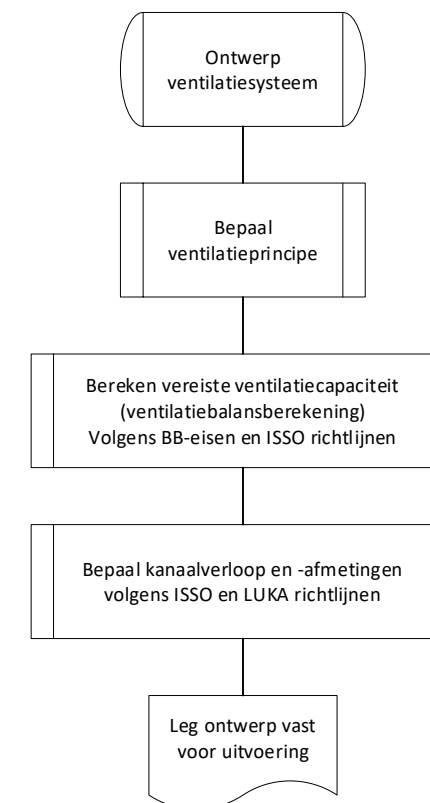 Ontwerp
ventilatiesysteem
Bepaal
ventilatieprincipe
Bereken vereiste ventilatiecapaciteit
(ventilatiebalansberekening)
Volgens BB-eisen en ISSO richtlijnen
Bepaal kanaalverloop en -afmetingen
volgens ISSO en LUKA richtlijnen
Leg ontwerp vast
voor uitvoering